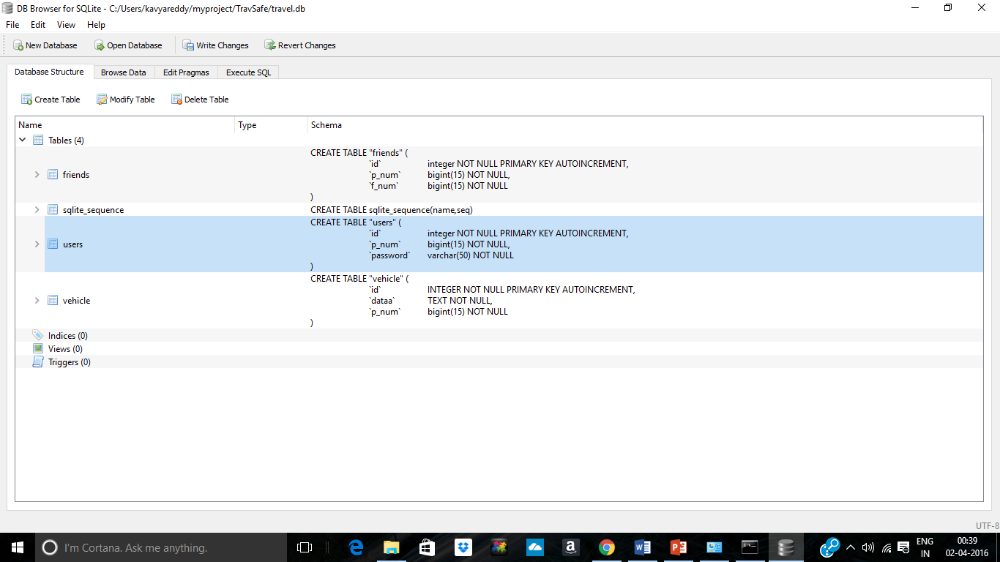 DB Browser for SQLite - C:/Users/kavyareddy/myproject/TravSafe/travel.db
File Edit View Help
New Database Open Database Write Changes Revert Changes
Database Structure Browse Data Edit Pragmas Execute SQL
Create Table Modify Table Delete Table
Name Type Schema
Tables (4)
friends
CREATE TABLE "friends" (
`id` integer NOT NULL PRIMARY KEY AUTOINCREMENT,
`p_num` bigint(15) NOT NULL,
`f_num` bigint(15) NOT NULL
)
sqlite_sequence CREATE TABLE sqlite_sequence(name,seq)
users
CREATE TABLE "users" (
`id` integer NOT NULL PRIMARY KEY AUTOINCREMENT,
`p_num` bigint(15) NOT NULL,
`password` varchar(50) NOT NULL
)
vehicle
CREATE TABLE "vehicle" (
`id` INTEGER NOT NULL PRIMARY KEY AUTOINCREMENT,
`dataa` TEXT NOT NULL,
`p_num` bigint(15) NOT NULL
)
Indices (0)
Views (0)
Triggers (0)
UTF-8
I'm Cortana. Ask me anything.
ENG
IN
00:39
02-04-2016